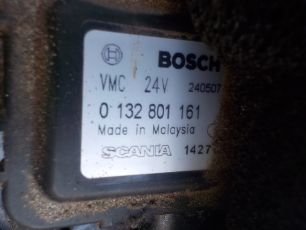 BOSCH
VMC 24V 240507
0 132 801 161
Made in Malaysia
SCANIA 1427